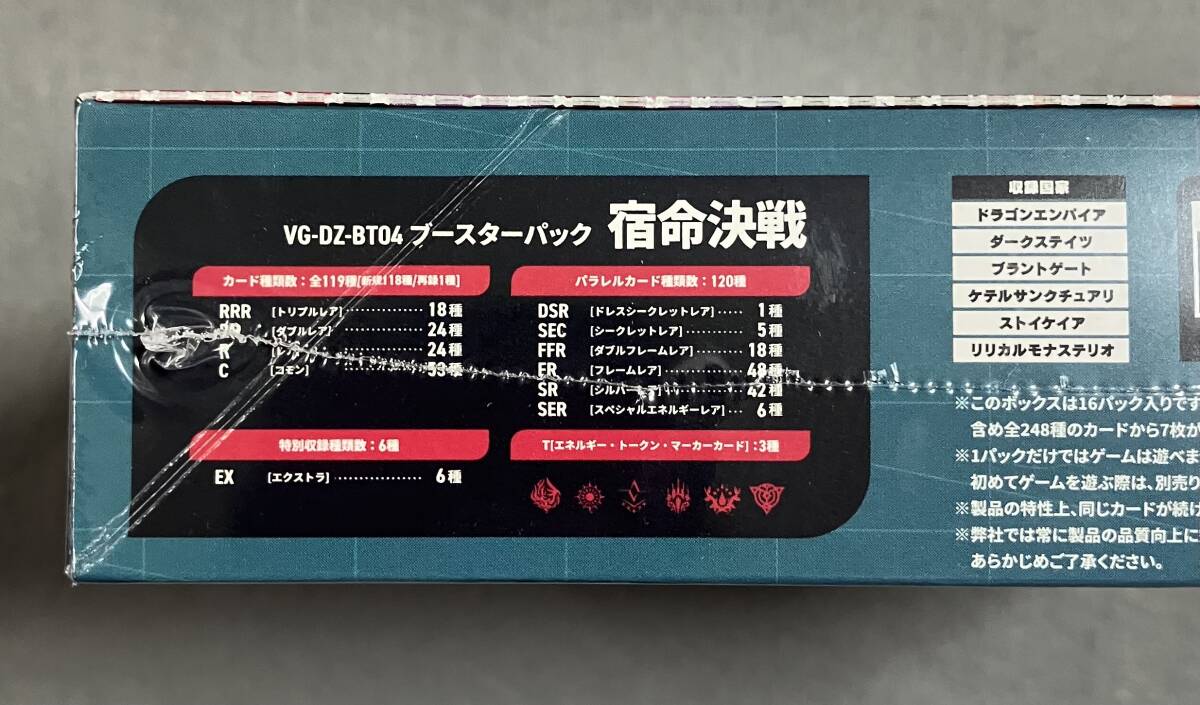 VG-DZ-BT04 ブースターパック 宿命決戦
カード種類数:全119種[新規118種/再録1種]
RRR [トリプルレア] 18種
RR [ダブルレア] 24種
R 24種
C [コモン] 53種
特別収録種類数:6種
EX [エクストラ] 6種
パラレルカード種類数:120種
DSR [ドレスシークレットレア] 1種
SEC [シークレットレア] 5種
FFR [ダブルフレームレア] 18種
FR [フレームレア] 48種
SR 42種
SER [スペシャルエネルギーレア] 6種
T[エネルギー・トークン・マーカーカード]:3種
収録国家
ドラゴンエンパイア
ダークステイツ
ブラントゲート
ケテルサンクチュアリ
ストイケイア
リリカルモナステリオ
※このボックスは16パック入りです
含め全248種のカードから7枚が
※1パックだけではゲームは遊べま
初めてゲームを遊ぶ際は、別売り
※製品の特性上、同じカードが続け
※弊社では常に製品の品質向上に
あらかじめご了承ください。